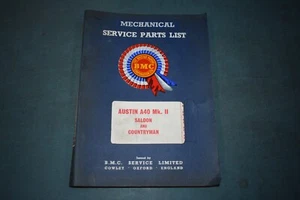 MECHANICAL
SERVICE PARTS LIST
BMC
AUSTIN A40 Mk. II
SALOON
AND
COUNTRYMAN
Issued by
B.M.C. SERVICE LIMITED
COWLEY · OXFORD · ENGLAND